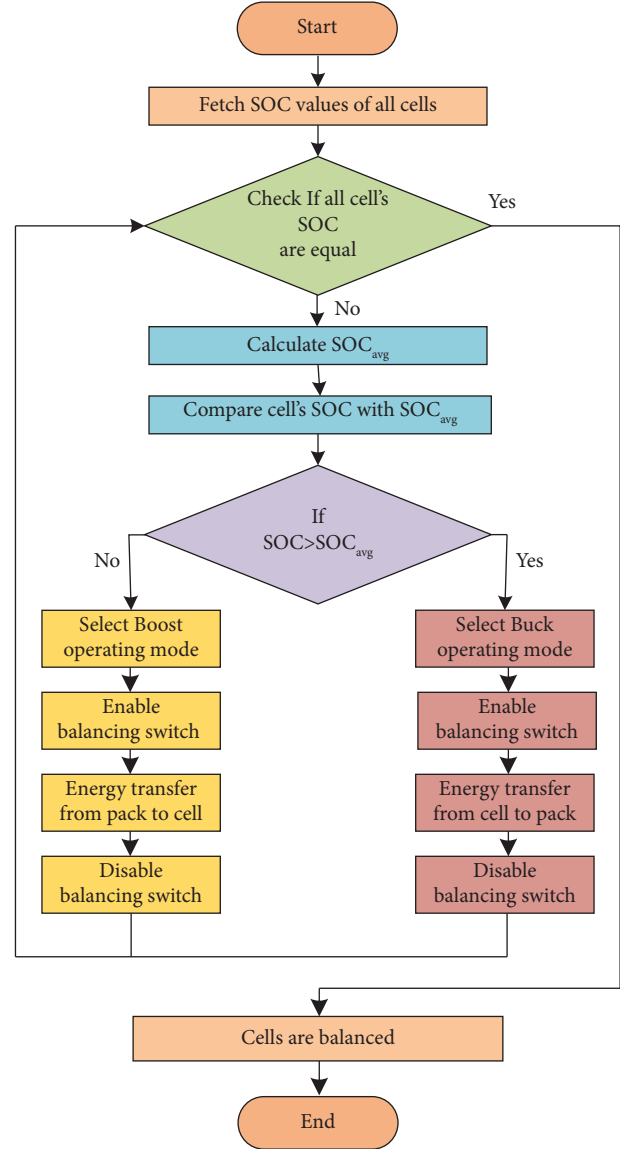 Start
Fetch SOC values of all cells
Check If all cell's
SOC
are equal
Yes
No
Calculate SOCavg
Compare cell's SOC with SOCavg
If
SOC>SOCavg
No
Yes
Select Boost
operating mode
Enable
balancing switch
Energy transfer
from pack to cell
Disable
balancing switch
Select Buck
operating mode
Enable
balancing switch
Energy transfer
from cell to pack
Disable
balancing switch
Cells are balanced
End